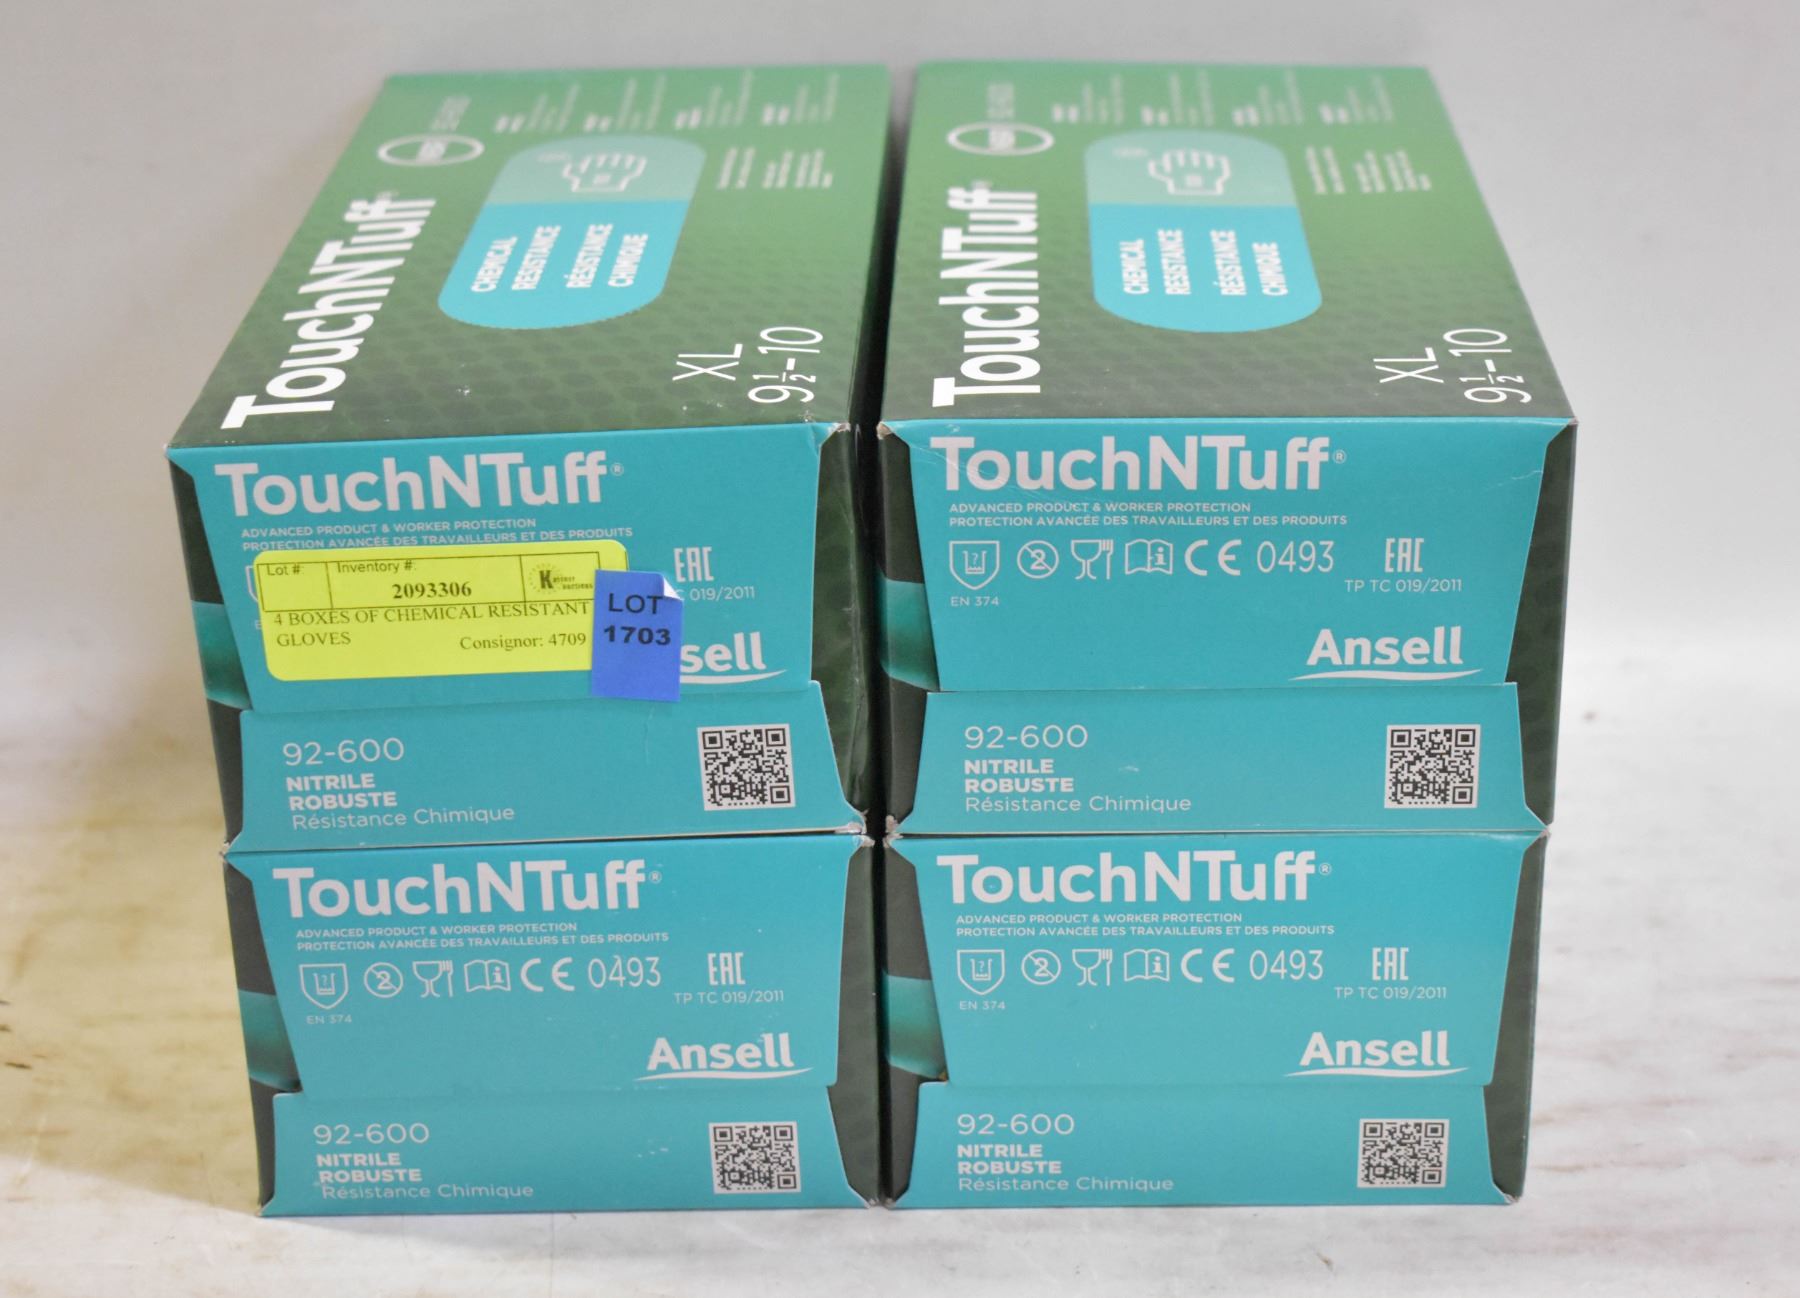 TouchNTuff
CHEMICAL
RESISTANCE
RÉSISTANCE
CHIMIQUE
XL
9½-10
TouchNTuff®
CHEMICAL
RESISTANCE
RÉSISTANCE
CHIMIQUE
XL
9½-10
TouchNTuff®
ADVANCED PRODUCT & WORKER PROTECTION
PROTECTION AVANCÉE DES TRAVAILLEURS ET DES PRODUITS
Lot #: Inventory #:
2093306
4 BOXES OF CHEMICAL RESISTANT
GLOVES Consignor: 4709
LOT
1703
EAC
TC 019/2011
sell
92-600
NITRILE
ROBUSTE
Résistance Chimique
TouchNTuff®
ADVANCED PRODUCT & WORKER PROTECTION
PROTECTION AVANCÉE DES TRAVAILLEURS ET DES PRODUITS
2 i CE 0493 EAC
EN 374 TP TC 019/2011
Ansell
92-600
NITRILE
ROBUSTE
Résistance Chimique
TouchNTuff®
ADVANCED PRODUCT & WORKER PROTECTION
PROTECTION AVANCÉE DES TRAVAILLEURS ET DES PRODUITS
2 i CE 0493 EAC
EN 374 TP TC 019/2011
Ansell
92-600
NITRILE
ROBUSTE
Résistance Chimique
TouchNTuff®
ADVANCED PRODUCT & WORKER PROTECTION
PROTECTION AVANCÉE DES TRAVAILLEURS ET DES PRODUITS
2 i CE 0493 EAC
EN 374 TP TC 019/2011
Ansell
92-600
NITRILE
ROBUSTE
Résistance Chimique